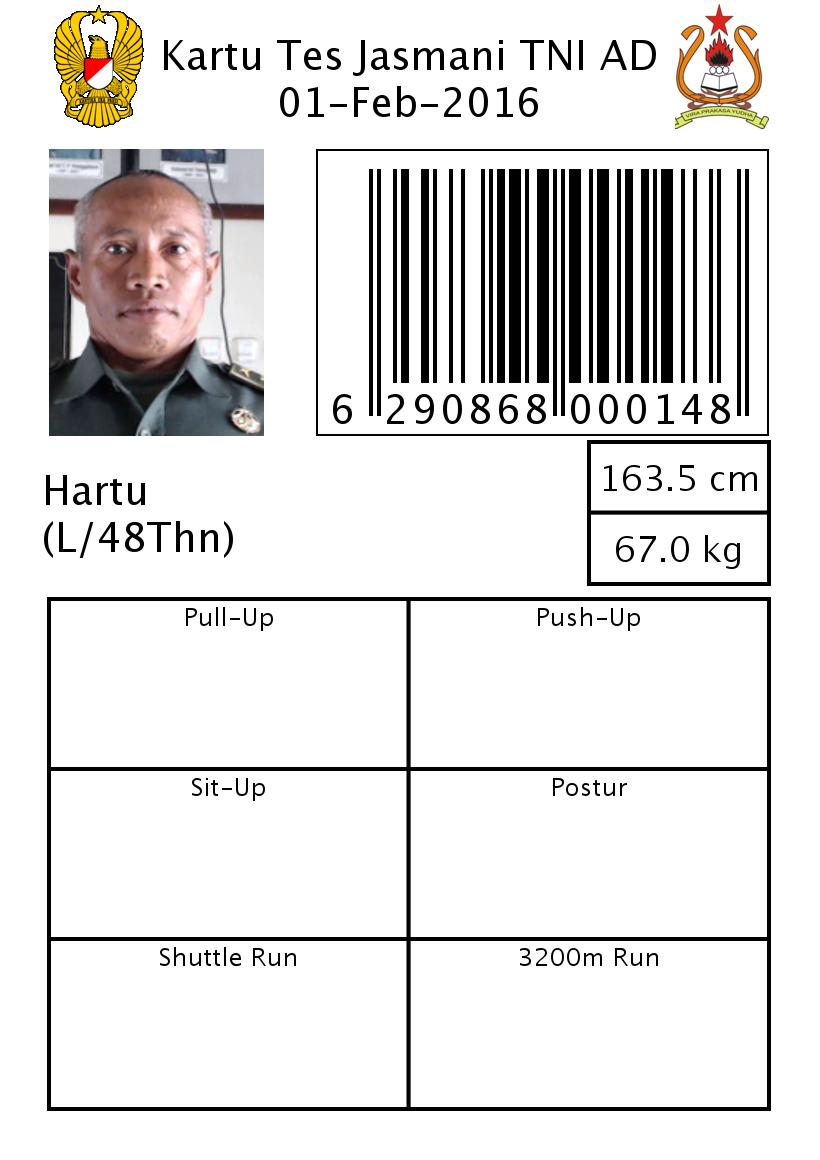 Kartu Tes Jasmani TNI AD
01-Feb-2016
VIRA PRAKASA YUDHA
6 290868 000148
163.5 cm
67.0 kg
Hartu
(L/48Thn)
Pull-Up
Push-Up
Sit-Up
Postur
Shuttle Run
3200m Run